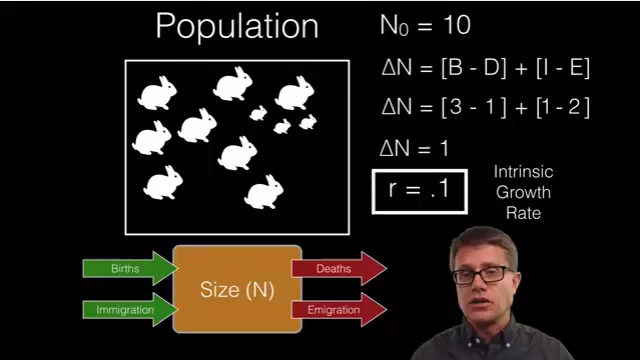 Population
N₀ = 10
ΔN = [B - D] + [I - E]
ΔN = [3 - 1] + [1 - 2]
ΔN = 1
r = .1
Intrinsic
Growth
Rate
Births
Deaths
Size (N)
Immigration
Emigration